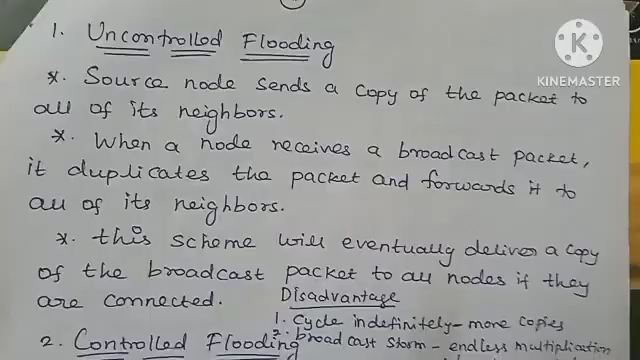 1. Uncontrolled Flooding
*. Source node sends a copy of the packet to
all of its neighbors.
*. When a node receives a broadcast packet,
it duplicates the packet and forwards it to
all of its neighbors.
*. This scheme will eventually deliver a copy
of the broadcast packet to all nodes if they
are connected.
Disadvantage
1. Cycle indefinitely - more copies
2. broadcast storm - endless multiplication
2. Controlled Flooding
K
KINEMASTER